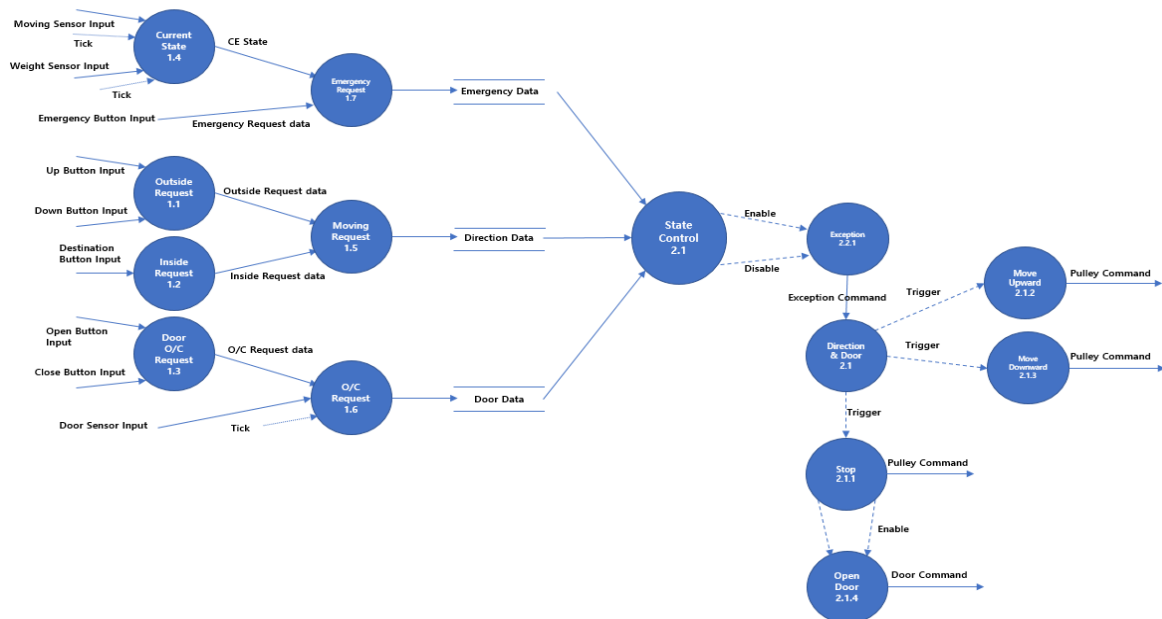 Moving Sensor Input
Tick
Weight Sensor Input
Tick
Current
State
1.4
CE State
Emergency Button Input
Emergency Request data
Emergency
Request
1.7
Emergency Data
Up Button Input
Down Button Input
Outside
Request
1.1
Outside Request data
Destination
Button Input
Inside
Request
1.2
Inside Request data
Moving
Request
1.5
Direction Data
Open Button
Input
Close Button Input
Door
O/C
Request
1.3
O/C Request data
Door Sensor Input
Tick
O/C
Request
1.6
Door Data
State
Control
2.1
Enable
Disable
Exception
2.2.1
Exception Command
Direction
& Door
2.1
Trigger
Trigger
Move
Upward
2.1.2
Pulley Command
Move
Downward
2.1.3
Pulley Command
Trigger
Stop
2.1.1
Pulley Command
Enable
Open
Door
2.1.4
Door Command